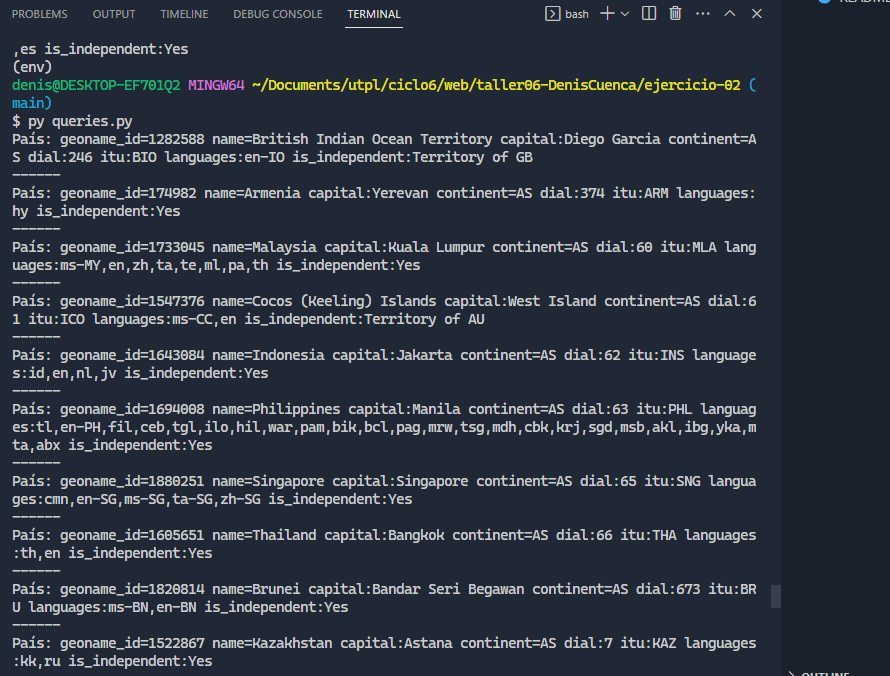 PROBLEMS OUTPUT TIMELINE DEBUG CONSOLE TERMINAL bash
,es is_independent:Yes
(env)
denis@DESKTOP-EF701Q2 MINGW64 ~/Documents/utpl/ciclo6/web/taller06-DenisCuenca/ejercicio-02 (
main)
$ py queries.py
País: geoname_id=1282588 name=British Indian Ocean Territory capital:Diego Garcia continent=A
S dial:246 itu:BIO languages:en-IO is_independent:Territory of GB
------
País: geoname_id=174982 name=Armenia capital:Yerevan continent=AS dial:374 itu:ARM languages:
hy is_independent:Yes
------
País: geoname_id=1733045 name=Malaysia capital:Kuala Lumpur continent=AS dial:60 itu:MLA lang
uages:ms-MY,en,zh,ta,te,ml,pa,th is_independent:Yes
------
País: geoname_id=1547376 name=Cocos (Keeling) Islands capital:West Island continent=AS dial:6
1 itu:ICO languages:ms-CC,en is_independent:Territory of AU
------
País: geoname_id=1643084 name=Indonesia capital:Jakarta continent=AS dial:62 itu:INS language
s:id,en,nl,jv is_independent:Yes
------
País: geoname_id=1694008 name=Philippines capital:Manila continent=AS dial:63 itu:PHL languag
es:tl,en-PH,fil,ceb,tgl,ilo,hil,war,pam,bik,bcl,pag,mrw,tsg,mdh,cbk,krj,sgd,msb,akl,ibg,yka,m
ta,abx is_independent:Yes
------
País: geoname_id=1880251 name=Singapore capital:Singapore continent=AS dial:65 itu:SNG langua
ges:cmn,en-SG,ms-SG,ta-SG,zh-SG is_independent:Yes
------
País: geoname_id=1605651 name=Thailand capital:Bangkok continent=AS dial:66 itu:THA languages
:th,en is_independent:Yes
------
País: geoname_id=1820814 name=Brunei capital:Bandar Seri Begawan continent=AS dial:673 itu:BR
U languages:ms-BN,en-BN is_independent:Yes
------
País: geoname_id=1522867 name=Kazakhstan capital:Astana continent=AS dial:7 itu:KAZ languages
:kk,ru is_independent:Yes
OUTLINE